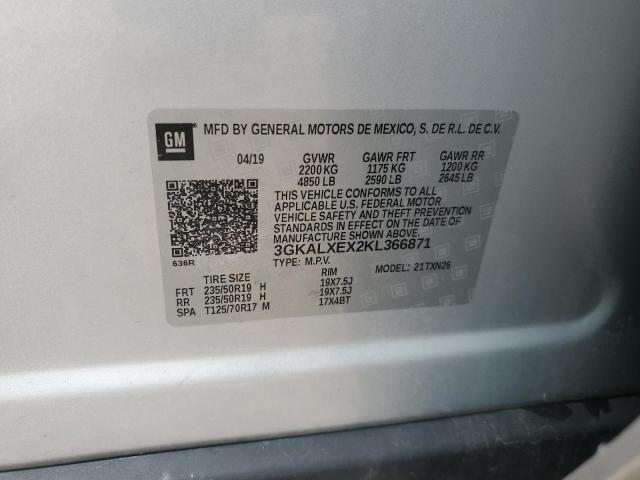 GM
MFD BY GENERAL MOTORS DE MEXICO, S. DE R.L. DE C.V.
04/19 GVWR GAWR FRT GAWR RR
2200 KG 1175 KG 1200 KG
4850 LB 2590 LB 2645 LB
THIS VEHICLE CONFORMS TO ALL
APPLICABLE U.S. FEDERAL MOTOR
VEHICLE SAFETY AND THEFT PREVENTION
STANDARDS IN EFFECT ON THE DATE OF
MANUFACTURE SHOWN ABOVE.
3GKALXEX2KL366871
636R TYPE: M.P.V. MODEL: 21TXN26
TIRE SIZE RIM
FRT 235/50R19 H 19X7.5J
RR 235/50R19 H 19X7.5J
SPA T125/70R17 M 17X4BT